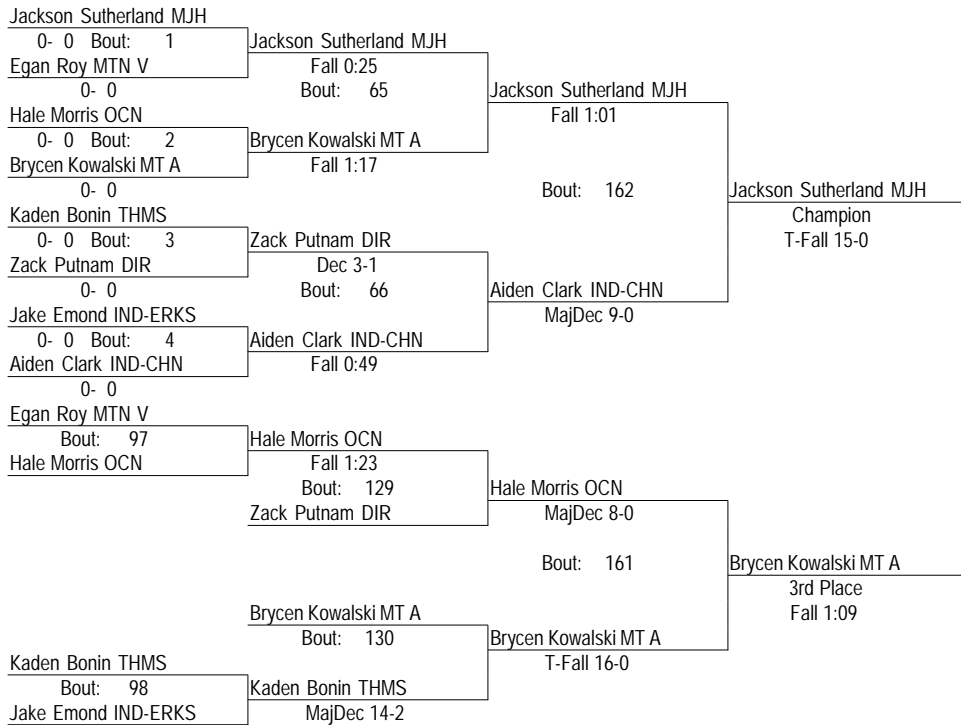 Jackson Sutherland MJH
0- 0 Bout: 1 Jackson Sutherland MJH
Egan Roy MTN V Fall 0:25
0- 0 Bout: 65 Jackson Sutherland MJH
Hale Morris OCN Fall 1:01
0- 0 Bout: 2 Brycen Kowalski MT A
Brycen Kowalski MT A Fall 1:17
0- 0 Bout: 162 Jackson Sutherland MJH
Kaden Bonin THMS Champion
0- 0 Bout: 3 Zack Putnam DIR T-Fall 15-0
Zack Putnam DIR Dec 3-1
0- 0 Bout: 66 Aiden Clark IND-CHN
Jake Emond IND-ERKS MajDec 9-0
0- 0 Bout: 4 Aiden Clark IND-CHN
Aiden Clark IND-CHN Fall 0:49
0- 0
Egan Roy MTN V
Bout: 97 Hale Morris OCN
Hale Morris OCN Fall 1:23
Bout: 129 Hale Morris OCN
Zack Putnam DIR MajDec 8-0
Bout: 161 Brycen Kowalski MT A
3rd Place
Brycen Kowalski MT A Fall 1:09
Bout: 130 Brycen Kowalski MT A
Kaden Bonin THMS T-Fall 16-0
Bout: 98 Kaden Bonin THMS
Jake Emond IND-ERKS MajDec 14-2